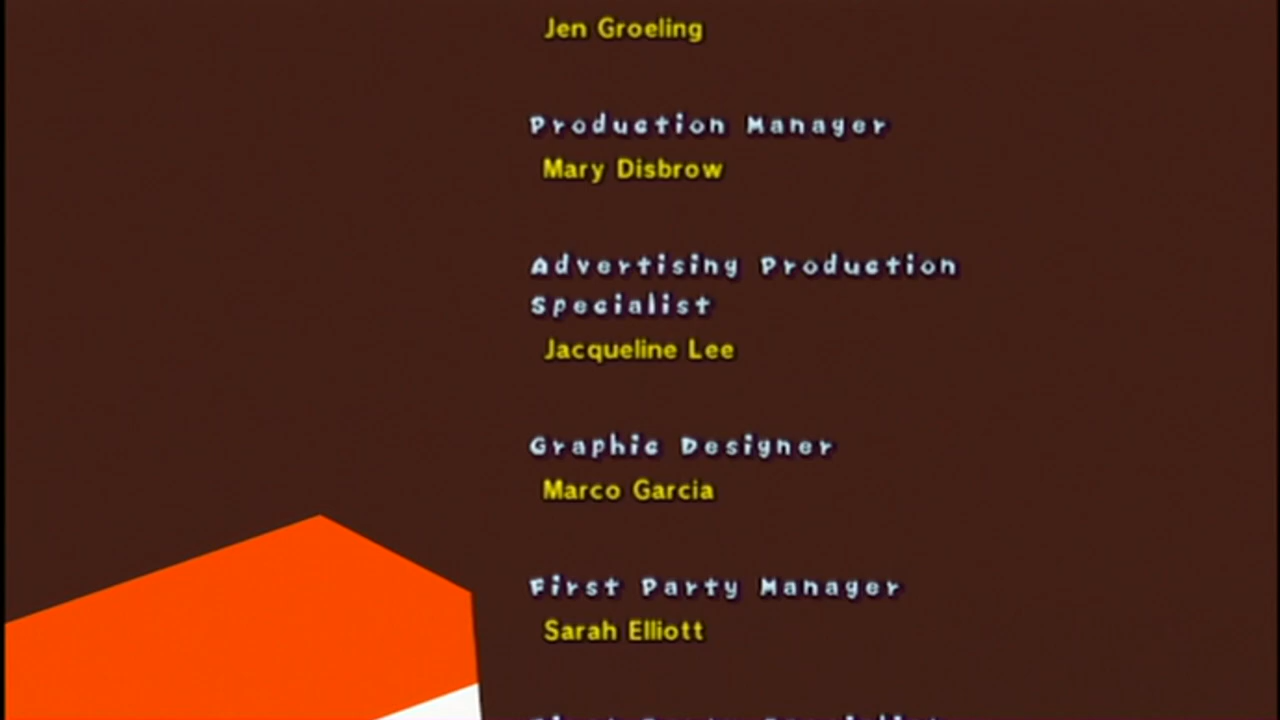 Jen Groeling
Production Manager
Mary Disbrow
Advertising Production
Specialist
Jacqueline Lee
Graphic Designer
Marco Garcia
First Party Manager
Sarah Elliott